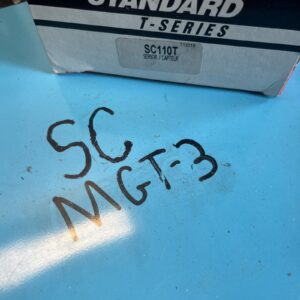 STANDARD
T-SERIES
SC110T
SENSOR / CAPTEUR
SC
MGT-3